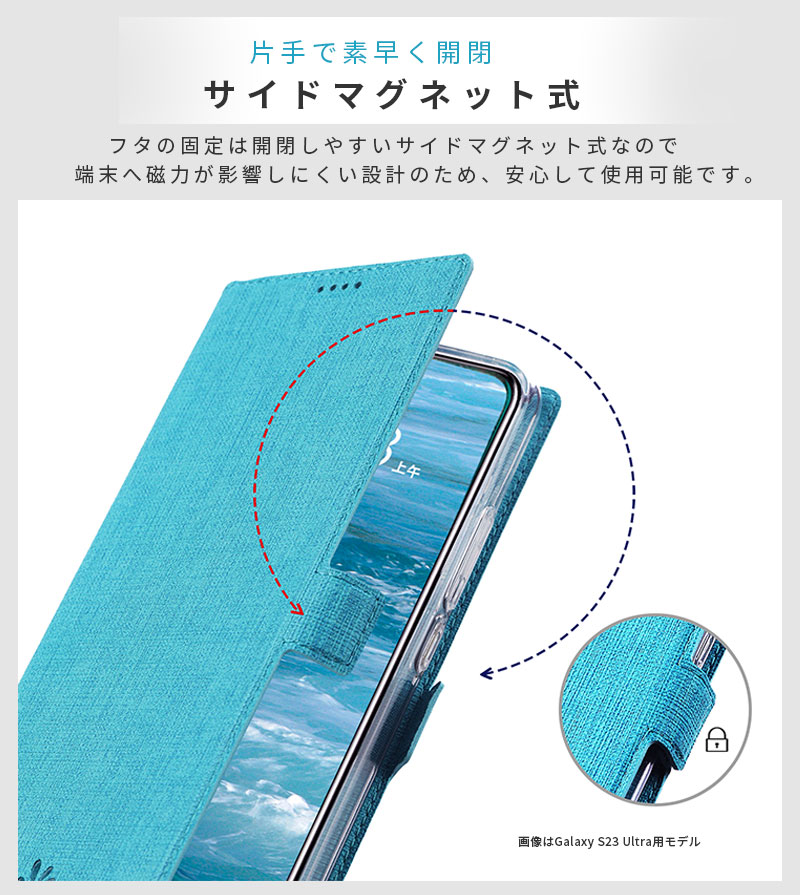 片手で素早く開閉
サイドマグネット式
フタの固定は開閉しやすいサイドマグネット式なので
端末へ磁力が影響しにくい設計のため、安心して使用可能です。
上午
画像はGalaxy S23 Ultra用モデル